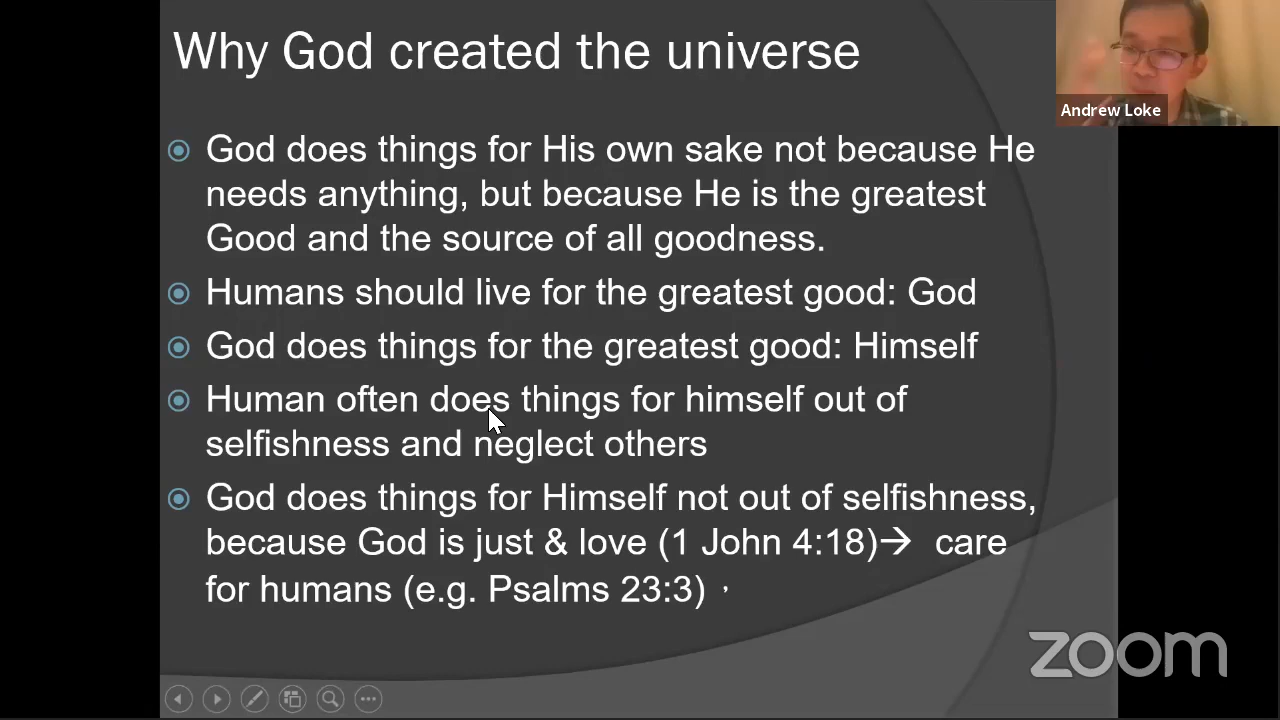 Why God created the universe
Andrew Loke
God does things for His own sake not because He
needs anything, but because He is the greatest
Good and the source of all goodness.
Humans should live for the greatest good: God
God does things for the greatest good: Himself
Human often does things for himself out of
selfishness and neglect others
God does things for Himself not out of selfishness,
because God is just & love (1 John 4:18)→ care
for humans (e.g. Psalms 23:3) ，
zoom